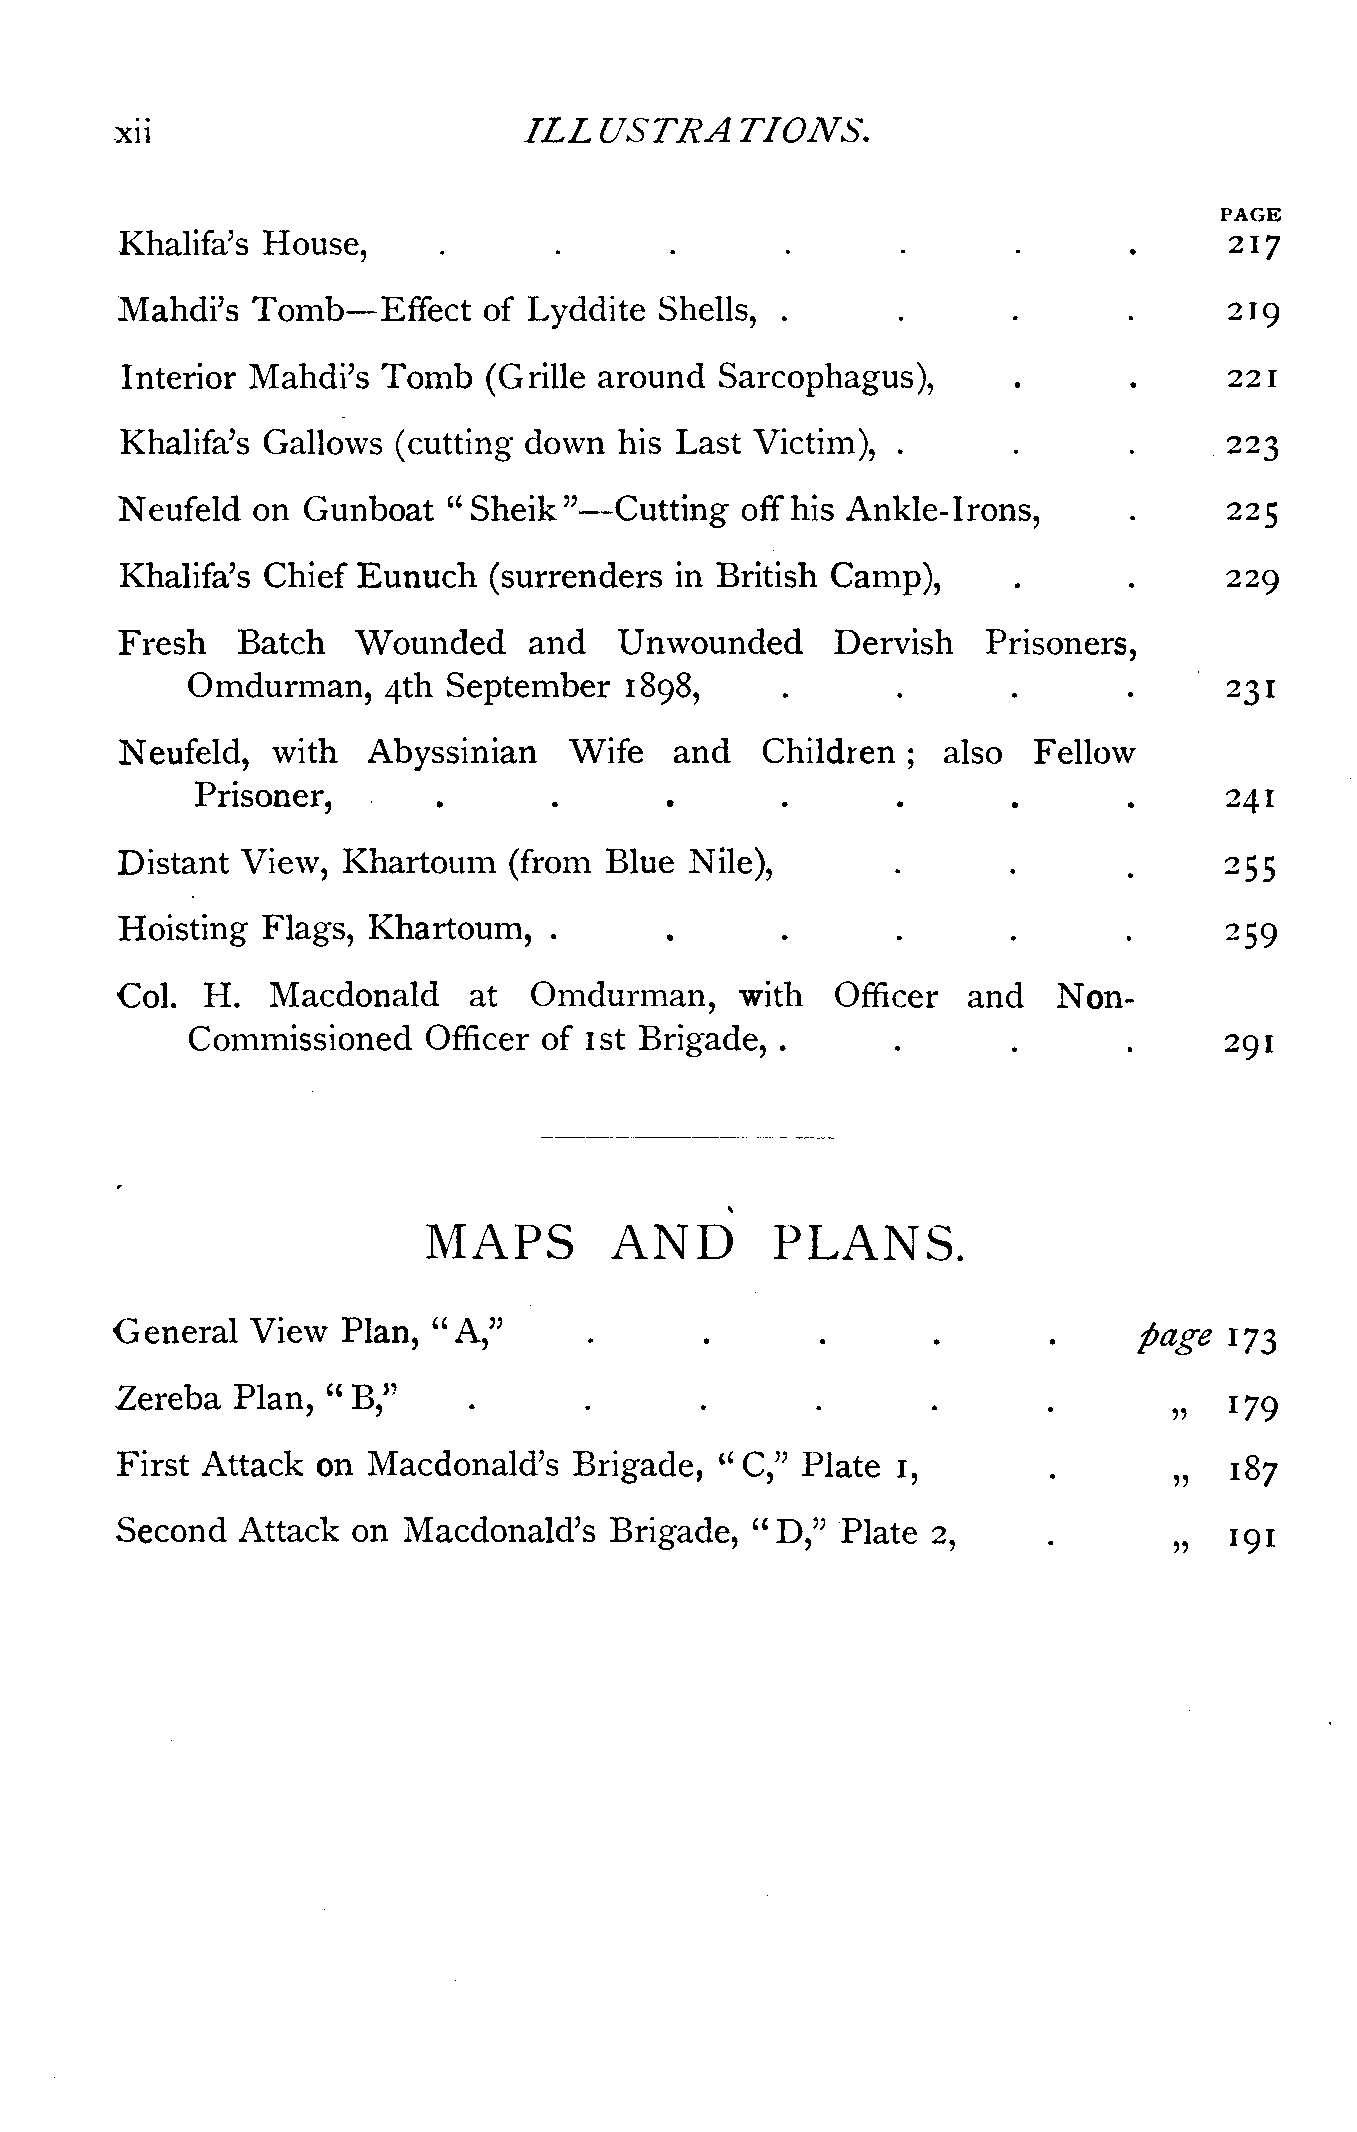 xii ILLUSTRATIONS.
PAGE
Khalifa's House, . . . . . . . 217
Mahdi's Tomb—Effect of Lyddite Shells, . . . . 219
Interior Mahdi's Tomb (Grille around Sarcophagus), . . 221
Khalifa's Gallows (cutting down his Last Victim), . . . 223
Neufeld on Gunboat "Sheik"—Cutting off his Ankle-Irons, . 225
Khalifa's Chief Eunuch (surrenders in British Camp), . . 229
Fresh Batch Wounded and Unwounded Dervish Prisoners,
Omdurman, 4th September 1898, . . . . 231
Neufeld, with Abyssinian Wife and Children; also Fellow
Prisoner, . . . . . . . 241
Distant View, Khartoum (from Blue Nile), . . . 255
Hoisting Flags, Khartoum, . . . . . . 259
Col. H. Macdonald at Omdurman, with Officer and Non-
Commissioned Officer of 1st Brigade, . . . . 291
MAPS AND PLANS.
General View Plan, "A," . . . . . page 173
Zereba Plan, "B," . . . . . . „ 179
First Attack on Macdonald's Brigade, "C," Plate 1, . „ 187
Second Attack on Macdonald's Brigade, "D," Plate 2, . „ 191